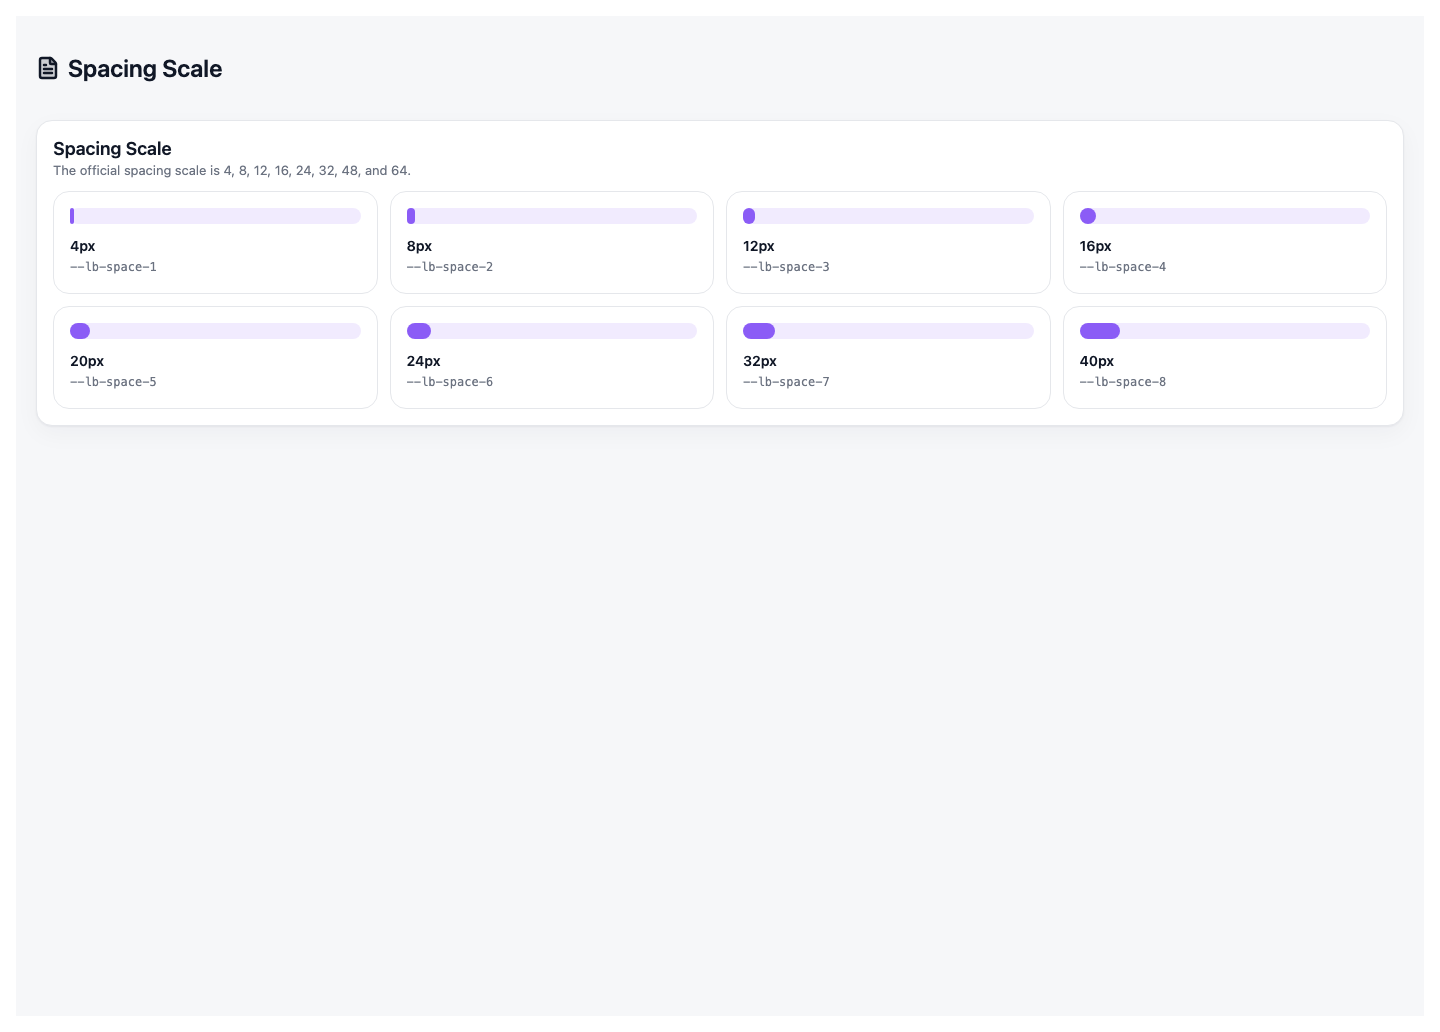 Spacing Scale
Spacing Scale
The official spacing scale is 4, 8, 12, 16, 24, 32, 48, and 64.
4px
--lb-space-1
8px
--lb-space-2
12px
--lb-space-3
16px
--lb-space-4
20px
--lb-space-5
24px
--lb-space-6
32px
--lb-space-7
40px
--lb-space-8